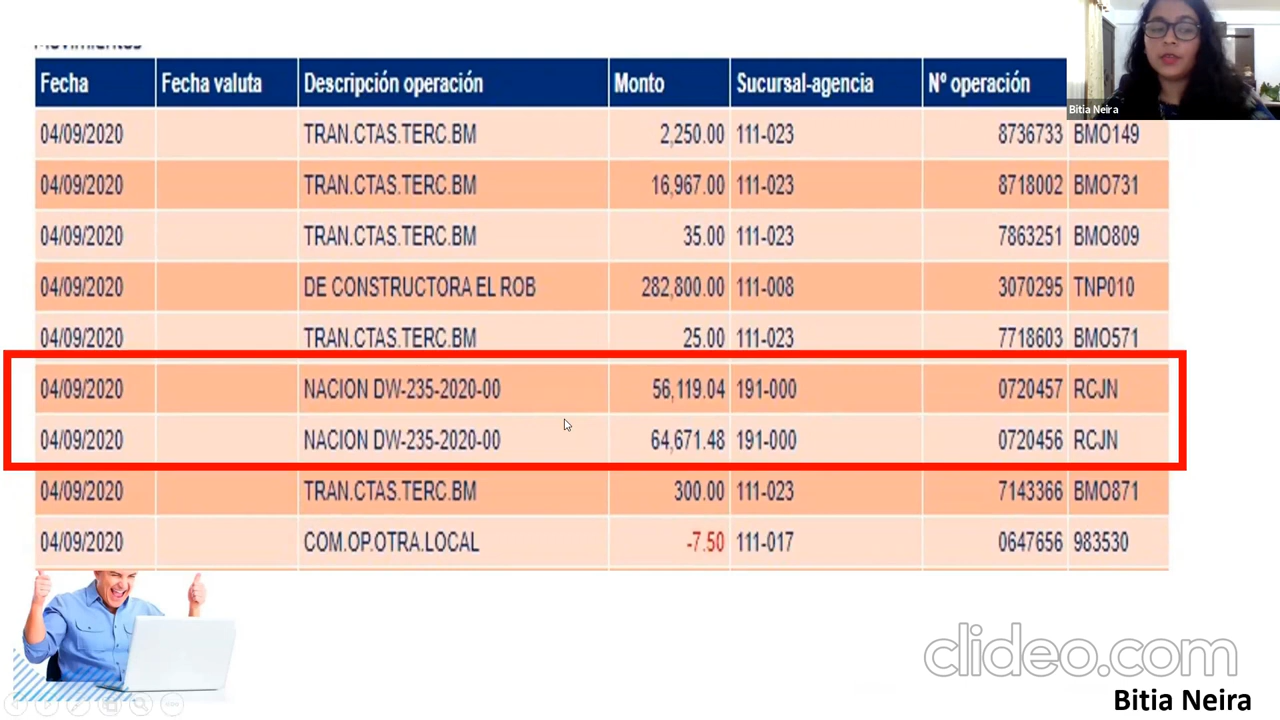 Movimientos
Fecha Fecha valuta Descripción operación Monto Sucursal-agencia Nº operación
04/09/2020 TRAN.CTAS.TERC.BM 2,250.00 111-023 8736733 BMO149
04/09/2020 TRAN.CTAS.TERC.BM 16,967.00 111-023 8718002 BMO731
04/09/2020 TRAN.CTAS.TERC.BM 35.00 111-023 7863251 BMO809
04/09/2020 DE CONSTRUCTORA EL ROB 282,800.00 111-008 3070295 TNP010
04/09/2020 TRAN.CTAS.TERC.BM 25.00 111-023 7718603 BMO571
04/09/2020 NACION DW-235-2020-00 56,119.04 191-000 0720457 RCJN
04/09/2020 NACION DW-235-2020-00 64,671.48 191-000 0720456 RCJN
04/09/2020 TRAN.CTAS.TERC.BM 300.00 111-023 7143366 BMO871
04/09/2020 COM.OP.OTRA.LOCAL -7.50 111-017 0647656 983530
Bitia Neira
clideo.com
Bitia Neira